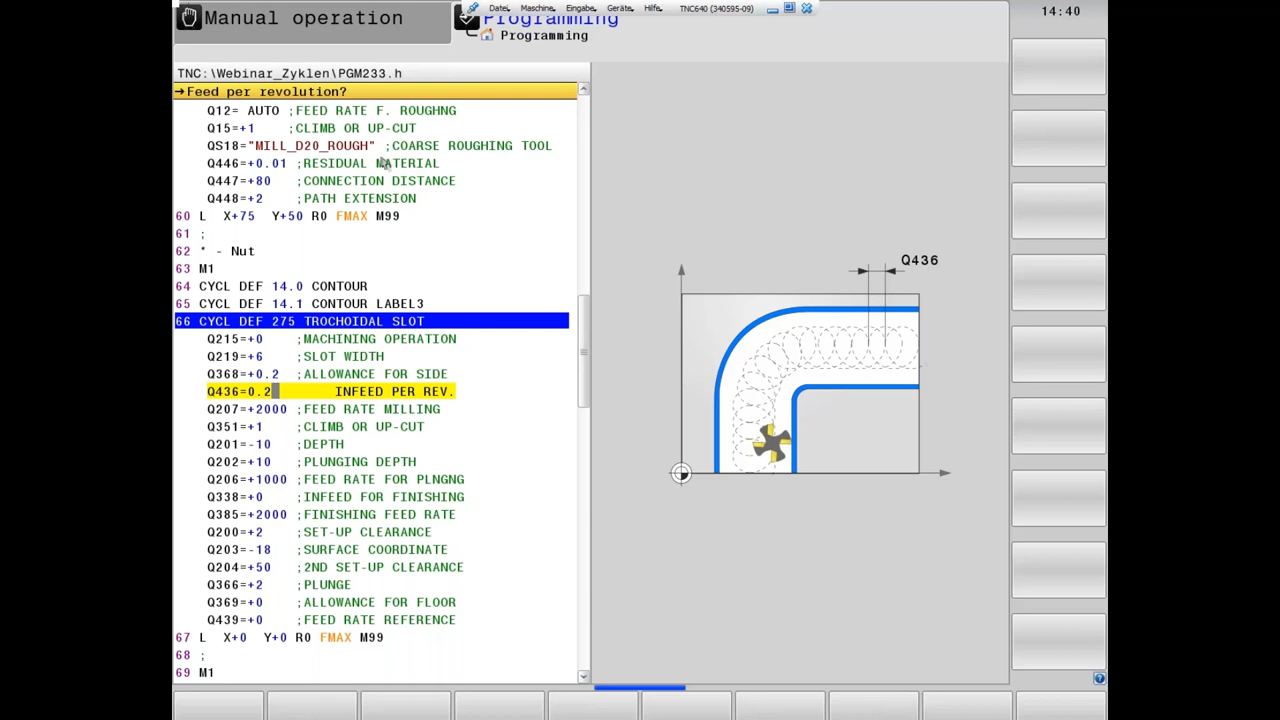 Manual operation
Datei Maschine Eingabe Geräte Hilfe TNC640 (340595-09)
14:40
Programming
Programming
TNC:\Webinar_Zyklen\PGM233.h
→Feed per revolution?
Q12= AUTO ;FEED RATE F. ROUGHNG
Q15=+1 ;CLIMB OR UP-CUT
QS18="MILL_D20_ROUGH" ;COARSE ROUGHING TOOL
Q446=+0.01 ;RESIDUAL MATERIAL
Q447=+80 ;CONNECTION DISTANCE
Q448=+2 ;PATH EXTENSION
60 L X+75 Y+50 R0 FMAX M99
61 ;
62 * - Nut
63 M1
64 CYCL DEF 14.0 CONTOUR
65 CYCL DEF 14.1 CONTOUR LABEL3
66 CYCL DEF 275 TROCHOIDAL SLOT
Q215=+0 ;MACHINING OPERATION
Q219=+6 ;SLOT WIDTH
Q368=+0.2 ;ALLOWANCE FOR SIDE
Q436=0.2 INFEED PER REV.
Q207=+2000 ;FEED RATE MILLING
Q351=+1 ;CLIMB OR UP-CUT
Q201=-10 ;DEPTH
Q202=+10 ;PLUNGING DEPTH
Q206=+1000 ;FEED RATE FOR PLNGNG
Q338=+0 ;INFEED FOR FINISHING
Q385=+2000 ;FINISHING FEED RATE
Q200=+2 ;SET-UP CLEARANCE
Q203=-18 ;SURFACE COORDINATE
Q204=+50 ;2ND SET-UP CLEARANCE
Q366=+2 ;PLUNGE
Q369=+0 ;ALLOWANCE FOR FLOOR
Q439=+0 ;FEED RATE REFERENCE
67 L X+0 Y+0 R0 FMAX M99
68 ;
69 M1
Q436